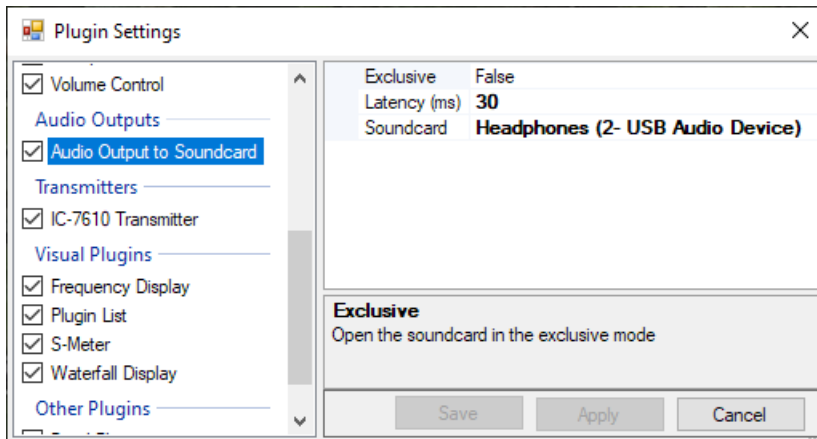 Plugin Settings
Volume Control
Audio Outputs
Audio Output to Soundcard
Transmitters
IC-7610 Transmitter
Visual Plugins
Frequency Display
Plugin List
S-Meter
Waterfall Display
Other Plugins
Exclusive False
Latency (ms) 30
Soundcard Headphones (2- USB Audio Device)
Exclusive
Open the soundcard in the exclusive mode
Save Apply Cancel